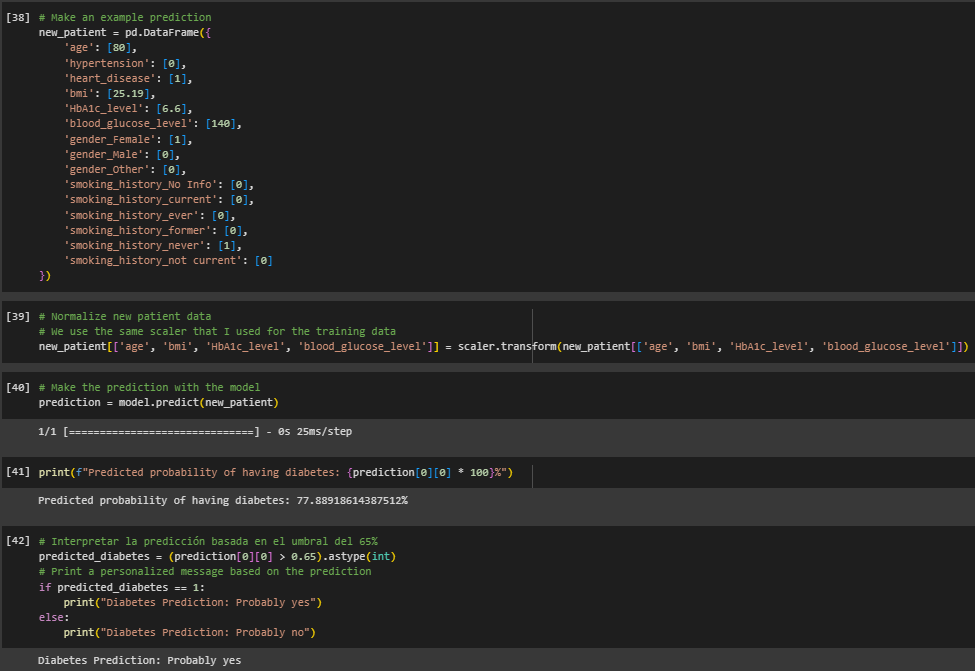 [38] # Make an example prediction
new_patient = pd.DataFrame({
'age': [80],
'hypertension': [0],
'heart_disease': [1],
'bmi': [25.19],
'HbA1c_level': [6.6],
'blood_glucose_level': [140],
'gender_Female': [1],
'gender_Male': [0],
'gender_Other': [0],
'smoking_history_No Info': [0],
'smoking_history_current': [0],
'smoking_history_ever': [0],
'smoking_history_former': [0],
'smoking_history_never': [1],
'smoking_history_not current': [0]
})
[39] # Normalize new patient data
# We use the same scaler that I used for the training data
new_patient[['age', 'bmi', 'HbA1c_level', 'blood_glucose_level']] = scaler.transform(new_patient[['age', 'bmi', 'HbA1c_level', 'blood_glucose_level']])
[40] # Make the prediction with the model
prediction = model.predict(new_patient)
1/1 [==============================] - 0s 25ms/step
[41] print(f"Predicted probability of having diabetes: {prediction[0][0] * 100}%")
Predicted probability of having diabetes: 77.88918614387512%
[42] # Interpretar la predicción basada en el umbral del 65%
predicted_diabetes = (prediction[0][0] > 0.65).astype(int)
# Print a personalized message based on the prediction
if predicted_diabetes == 1:
print("Diabetes Prediction: Probably yes")
else:
print("Diabetes Prediction: Probably no")
Diabetes Prediction: Probably yes